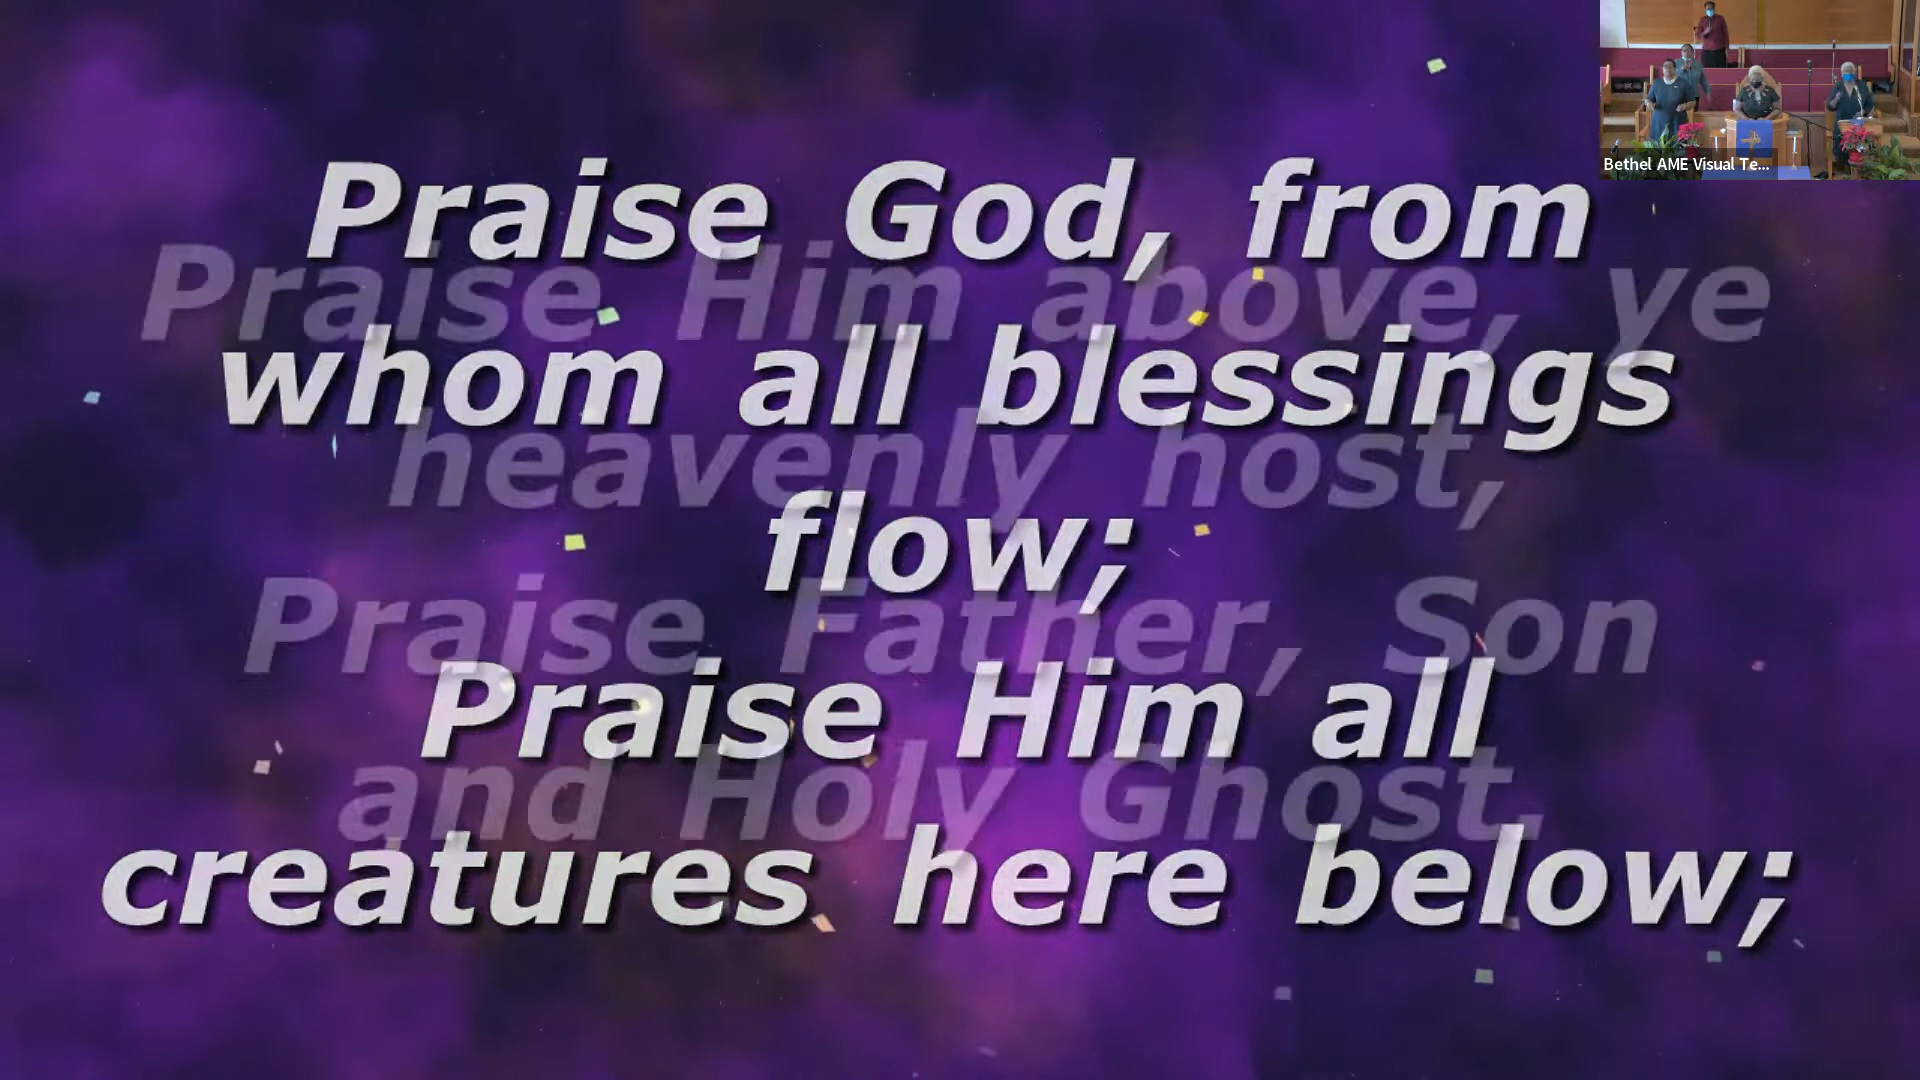 Praise God, from
whom all blessings
flow;
Praise Him all
creatures here below;
Praise Him above, ye
heavenly host,
Praise Father, Son
and Holy Ghost.
Bethel AME Visual Te...